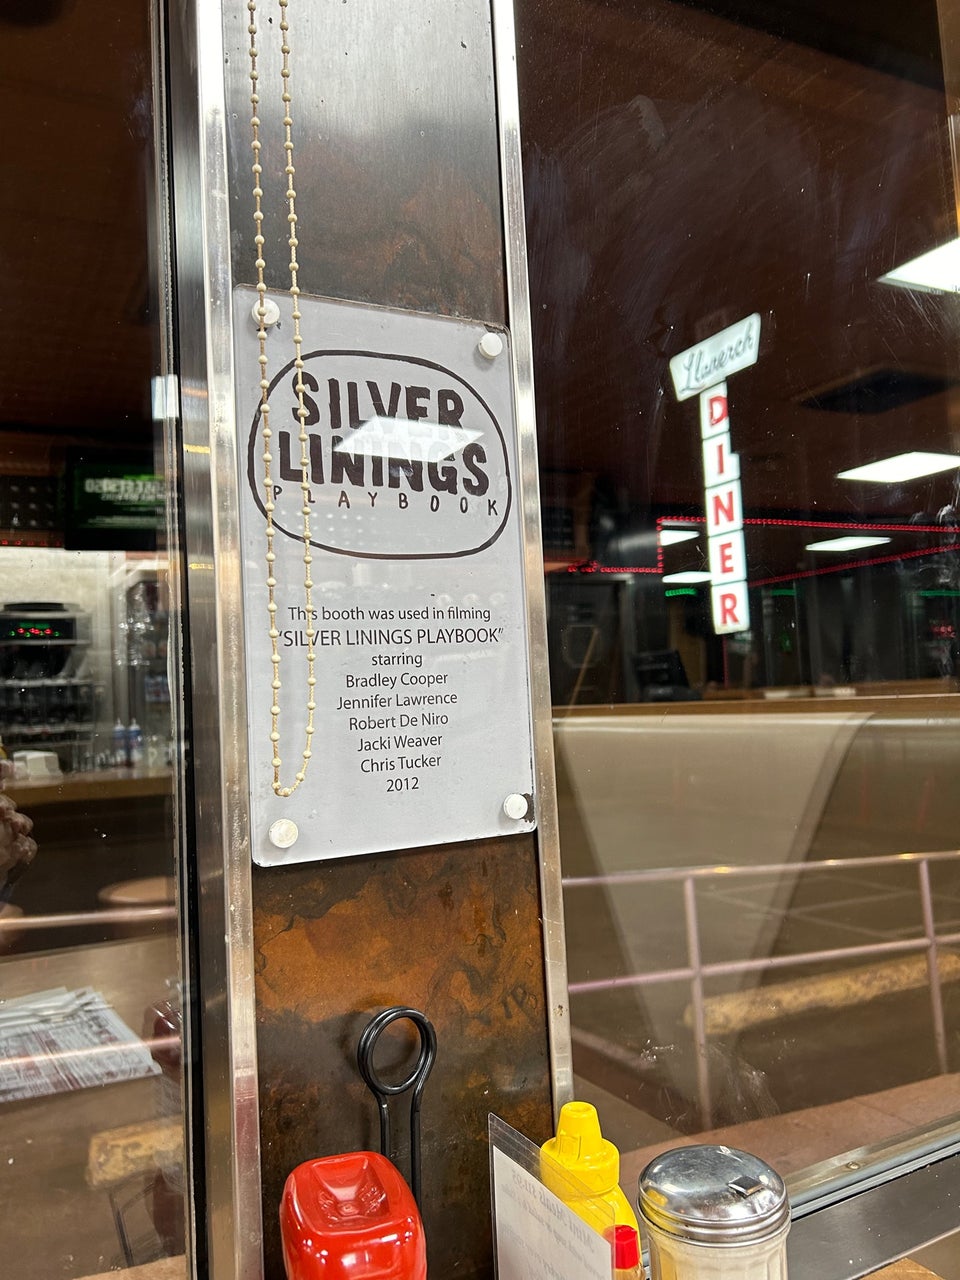 SILVER
LININGS
PLAYBOOK
This booth was used in filming
"SILVER LININGS PLAYBOOK"
starring
Bradley Cooper
Jennifer Lawrence
Robert De Niro
Jacki Weaver
Chris Tucker
2012
Llanerch
DINER